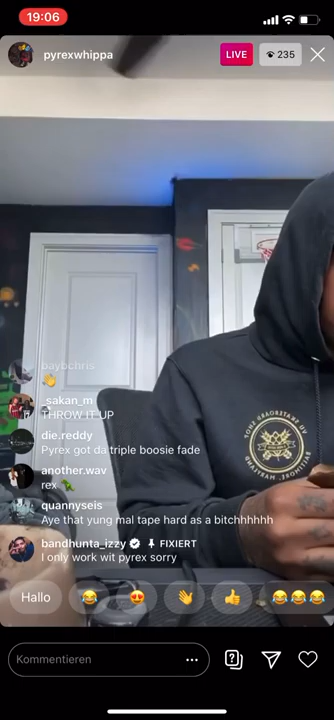 19:06
pyrexwhippa
LIVE
235
baybchris
_sakan_m
THROW IT UP
die.reddy
Pyrex got da triple boosie fade
another.wav
rex
quannyseis
Aye that yung mal tape hard as a bitchhhhhh
bandhunta_izzy FIXIERT
I only work wit pyrex sorry
Hallo
Kommentieren